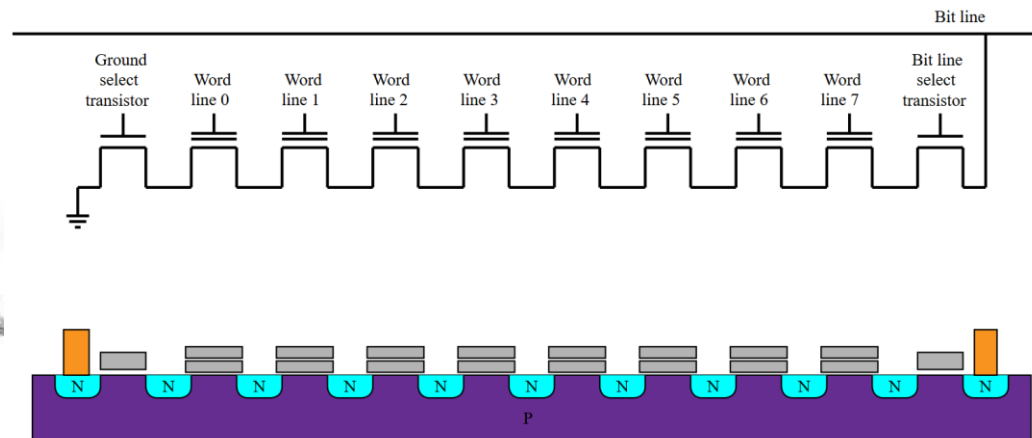 Bit line
Ground
select
transistor
Word
line 0
Word
line 1
Word
line 2
Word
line 3
Word
line 4
Word
line 5
Word
line 6
Word
line 7
Bit line
select
transistor
N
N
N
N
N
N
N
N
N
N
N
P